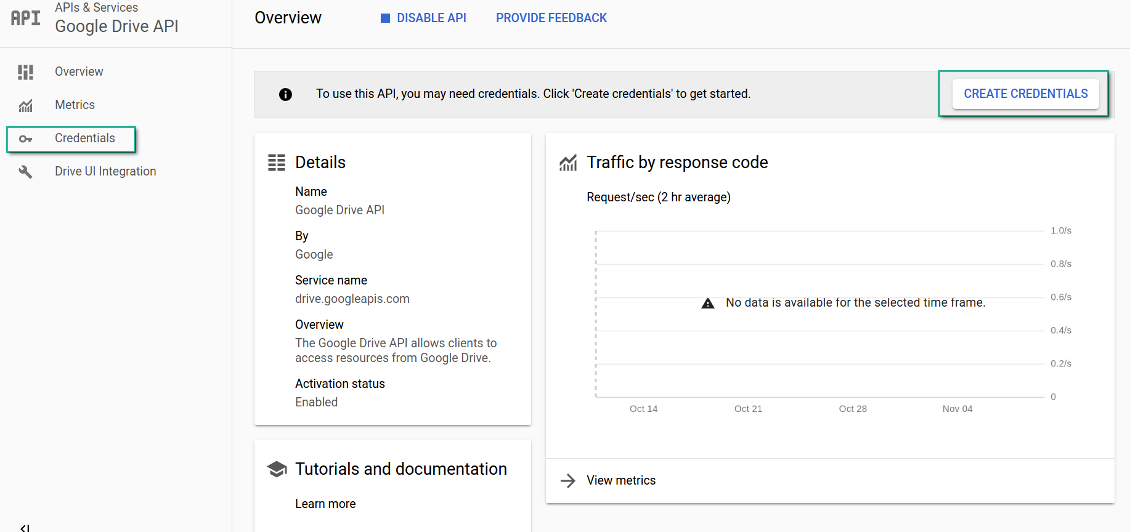 API
APIs & Services
Google Drive API
Overview
Metrics
Credentials
Drive UI Integration
Overview
DISABLE API
PROVIDE FEEDBACK
To use this API, you may need credentials. Click 'Create credentials' to get started.
CREATE CREDENTIALS
Details
Name
Google Drive API
By
Google
Service name
drive.googleapis.com
Overview
The Google Drive API allows clients to
access resources from Google Drive.
Activation status
Enabled
Tutorials and documentation
Learn more
Traffic by response code
Request/sec (2 hr average)
1.0/s
0.8/s
0.6/s
No data is available for the selected time frame.
0.4/s
0.2/s
0
Oct 14
Oct 21
Oct 28
Nov 04
View metrics